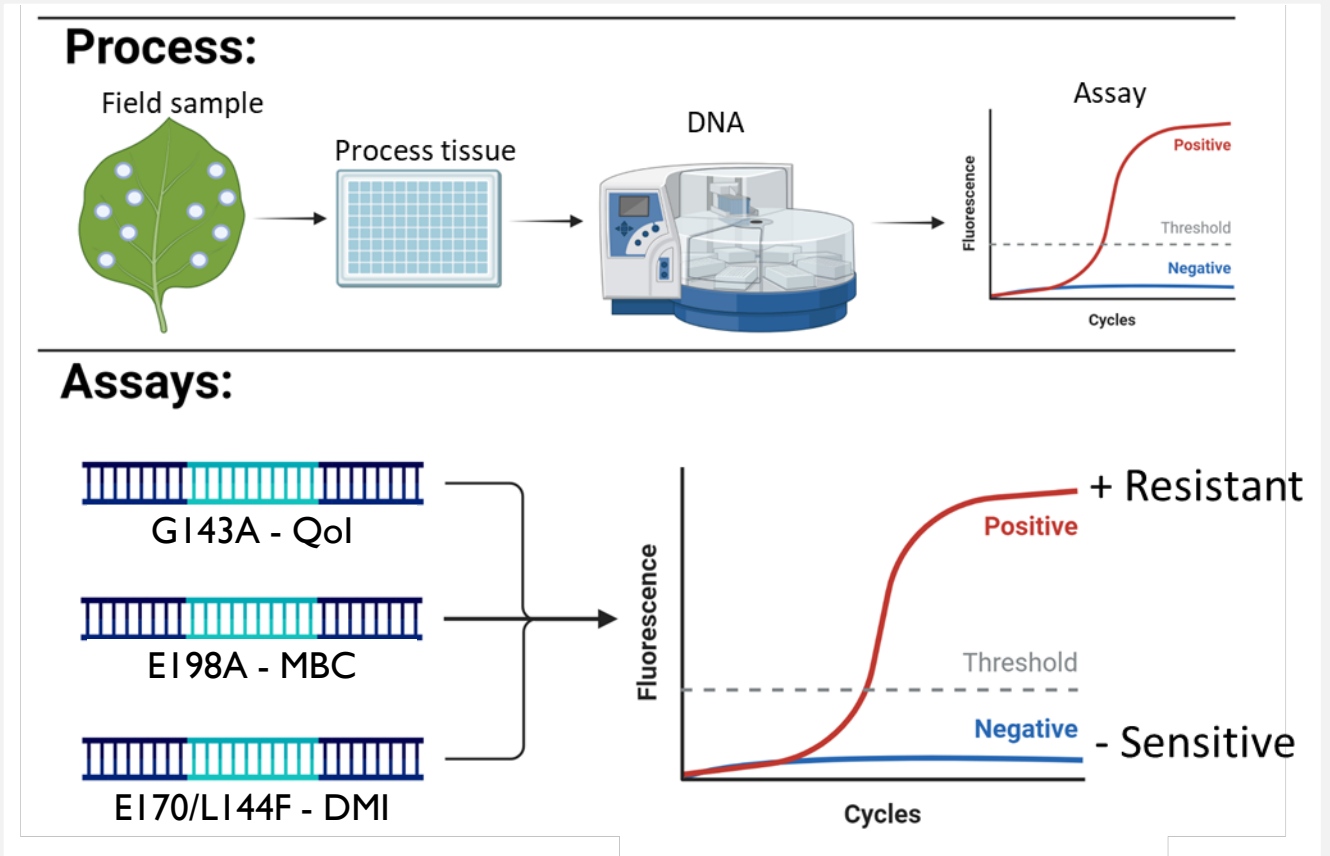 Process:
Field sample
Process tissue
DNA
Assay
Fluorescence
Positive
Threshold
Negative
Cycles
Assays:
G143A - QoI
E198A - MBC
E170/L144F - DMI
Fluorescence
+ Resistant
Positive
Threshold
Negative
- Sensitive
Cycles